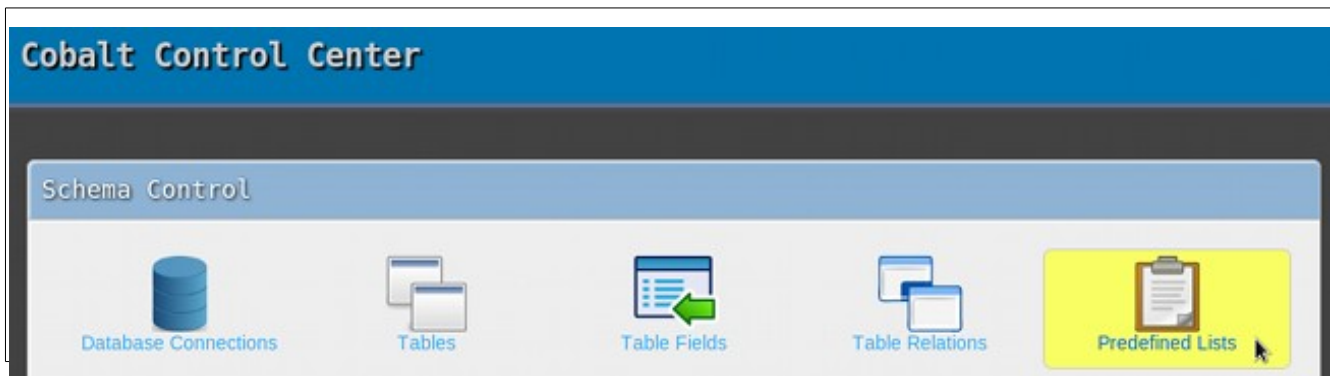 Cobalt Control Center
Schema Control
Database Connections Tables Table Fields Table Relations Predefined Lists